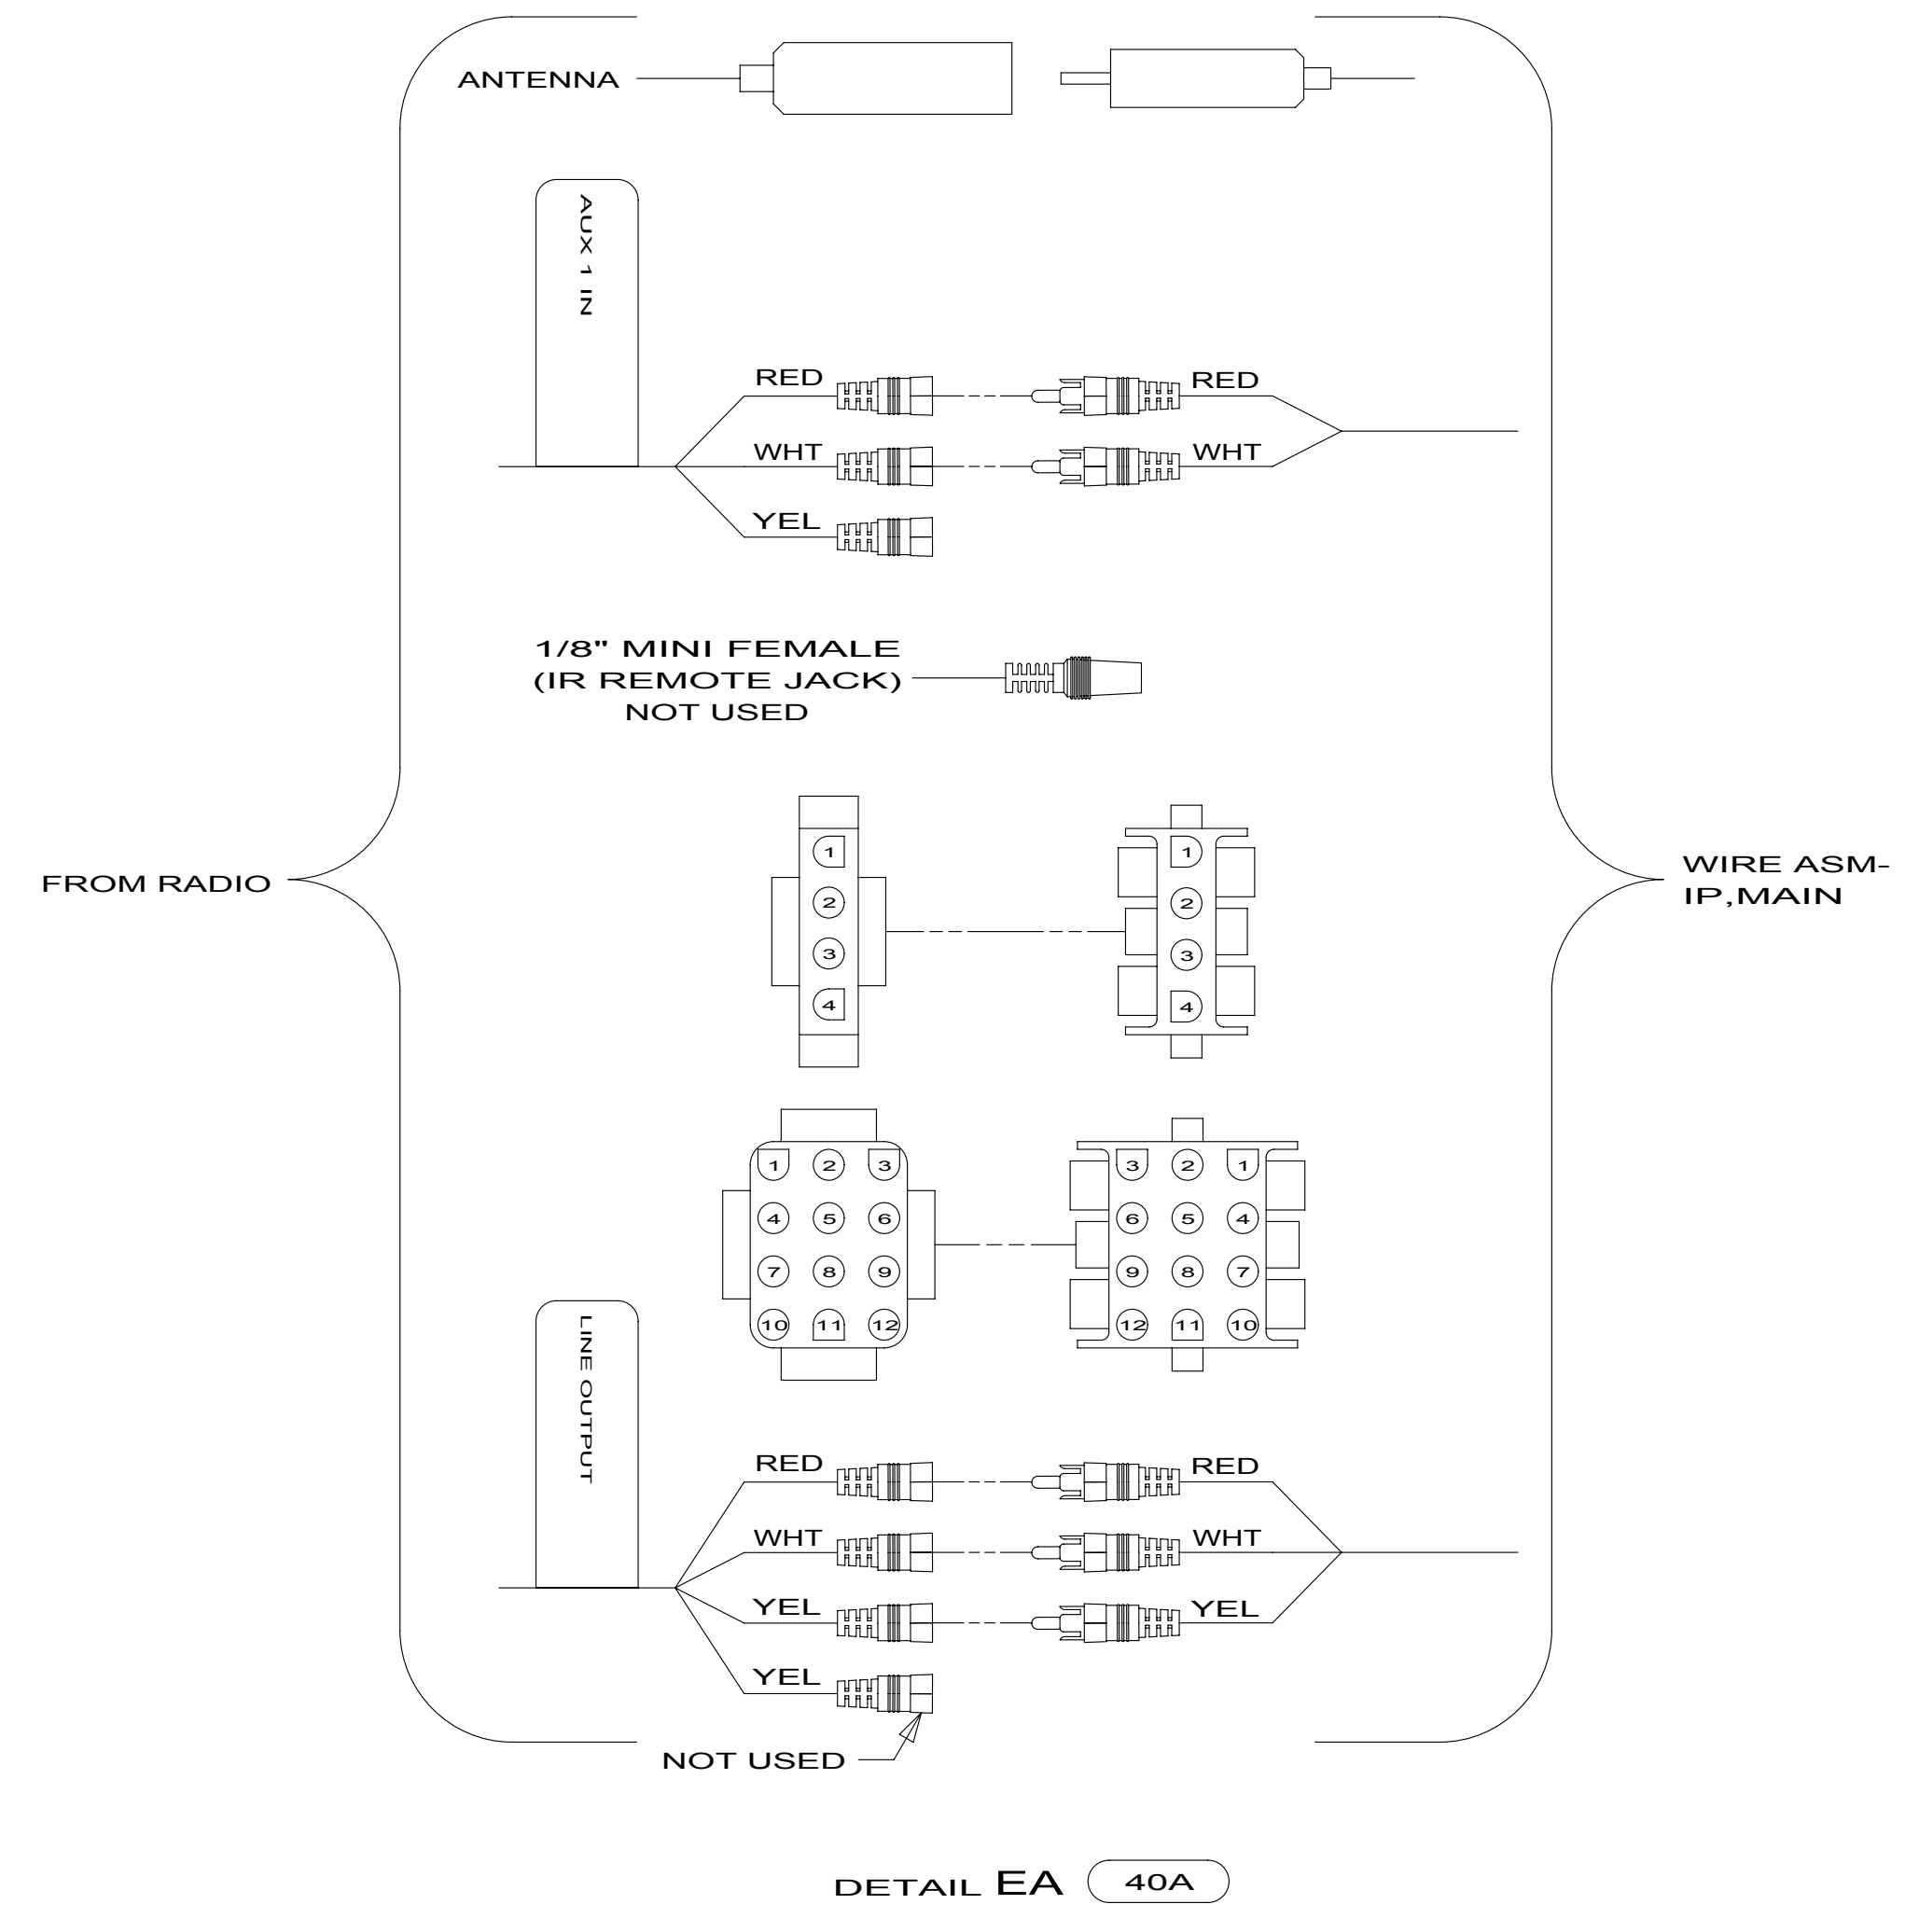 ANTENNA
AUX 1 IN
RED
RED
WHT
WHT
YEL
1/8" MINI FEMALE
(IR REMOTE JACK)
NOT USED
FROM RADIO
WIRE ASM-
IP,MAIN
1
2
3
4
1
2
3
4
1 2 3
4 5 6
7 8 9
10 11 12
3 2 1
6 5 4
9 8 7
12 11 10
LINE OUTPUT
RED
RED
WHT
WHT
YEL
YEL
YEL
NOT USED
DETAIL EA 40A